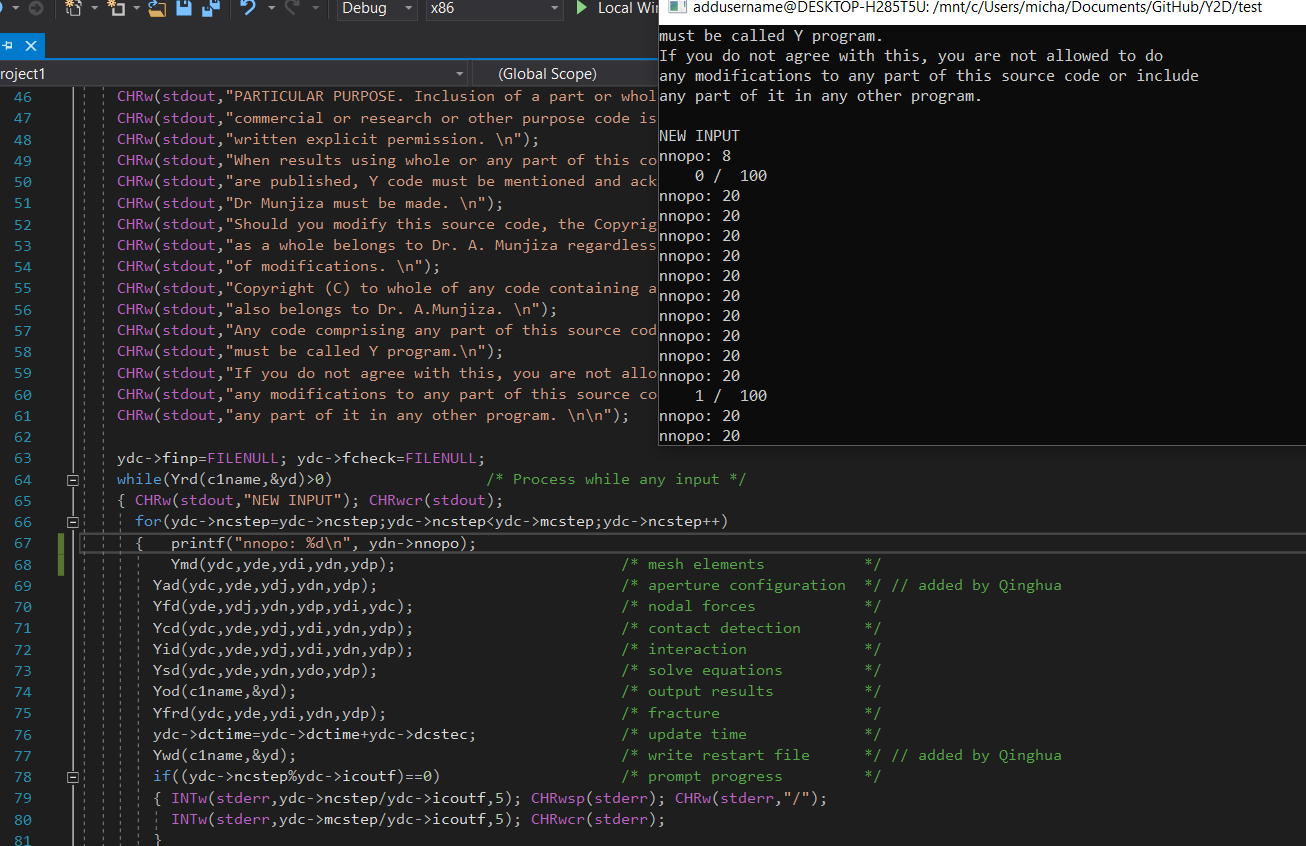 Debug
x86
Local Win
roject1
(Global Scope)
46 CHRw(stdout,"PARTICULAR PURPOSE. Inclusion of a part or whol
47 CHRw(stdout,"commercial or research or other purpose code is
48 CHRw(stdout,"written explicit permission. \n");
49 CHRw(stdout,"When results using whole or any part of this co
50 CHRw(stdout,"are published, Y code must be mentioned and ack
51 CHRw(stdout,"Dr Munjiza must be made. \n");
52 CHRw(stdout,"Should you modify this source code, the Copyrig
53 CHRw(stdout,"as a whole belongs to Dr. A. Munjiza regardless
54 CHRw(stdout,"of modifications. \n");
55 CHRw(stdout,"Copyright (C) to whole of any code containing a
56 CHRw(stdout,"also belongs to Dr. A.Munjiza. \n");
57 CHRw(stdout,"Any code comprising any part of this source cod
58 CHRw(stdout,"must be called Y program.\n");
59 CHRw(stdout,"If you do not agree with this, you are not allo
60 CHRw(stdout,"any modifications to any part of this source co
61 CHRw(stdout,"any part of it in any other program. \n\n");
62
63 ydc->finp=FILENULL; ydc->fcheck=FILENULL;
64 while(Yrd(c1name,&yd)>0) /* Process while any input */
65 { CHRw(stdout,"NEW INPUT"); CHRwcr(stdout);
66 for(ydc->ncstep=ydc->ncstep;ydc->ncstep<ydc->mcstep;ydc->ncstep++)
67 { printf("nnopo: %d\n", ydn->nnopo);
68 Ymd(ydc,yde,ydi,ydn,ydp); /* mesh elements */
69 Yad(ydc,yde,ydj,ydn,ydp); /* aperture configuration */ // added by Qinghua
70 Yfd(yde,ydj,ydn,ydp,ydi,ydc); /* nodal forces */
71 Ycd(ydc,yde,ydj,ydi,ydn,ydp); /* contact detection */
72 Yid(ydc,yde,ydj,ydi,ydn,ydp); /* interaction */
73 Ysd(ydc,yde,ydn,ydo,ydp); /* solve equations */
74 Yod(c1name,&yd); /* output results */
75 Yfrd(ydc,yde,ydi,ydn,ydp); /* fracture */
76 ydc->dctime=ydc->dctime+ydc->dcstec; /* update time */
77 Ywd(c1name,&yd); /* write restart file */ // added by Qinghua
78 if((ydc->ncstep%ydc->icoutf)==0) /* prompt progress */
79 { INTw(stderr,ydc->ncstep/ydc->icoutf,5); CHRwsp(stderr); CHRw(stderr,"/");
80 INTw(stderr,ydc->mcstep/ydc->icoutf,5); CHRwcr(stderr);
81 }
addusername@DESKTOP-H285T5U: /mnt/c/Users/micha/Documents/GitHub/Y2D/test
must be called Y program.
If you do not agree with this, you are not allowed to do
any modifications to any part of this source code or include
any part of it in any other program.
NEW INPUT
nnopo: 8
0 / 100
nnopo: 20
nnopo: 20
nnopo: 20
nnopo: 20
nnopo: 20
nnopo: 20
nnopo: 20
nnopo: 20
nnopo: 20
nnopo: 20
1 / 100
nnopo: 20
nnopo: 20